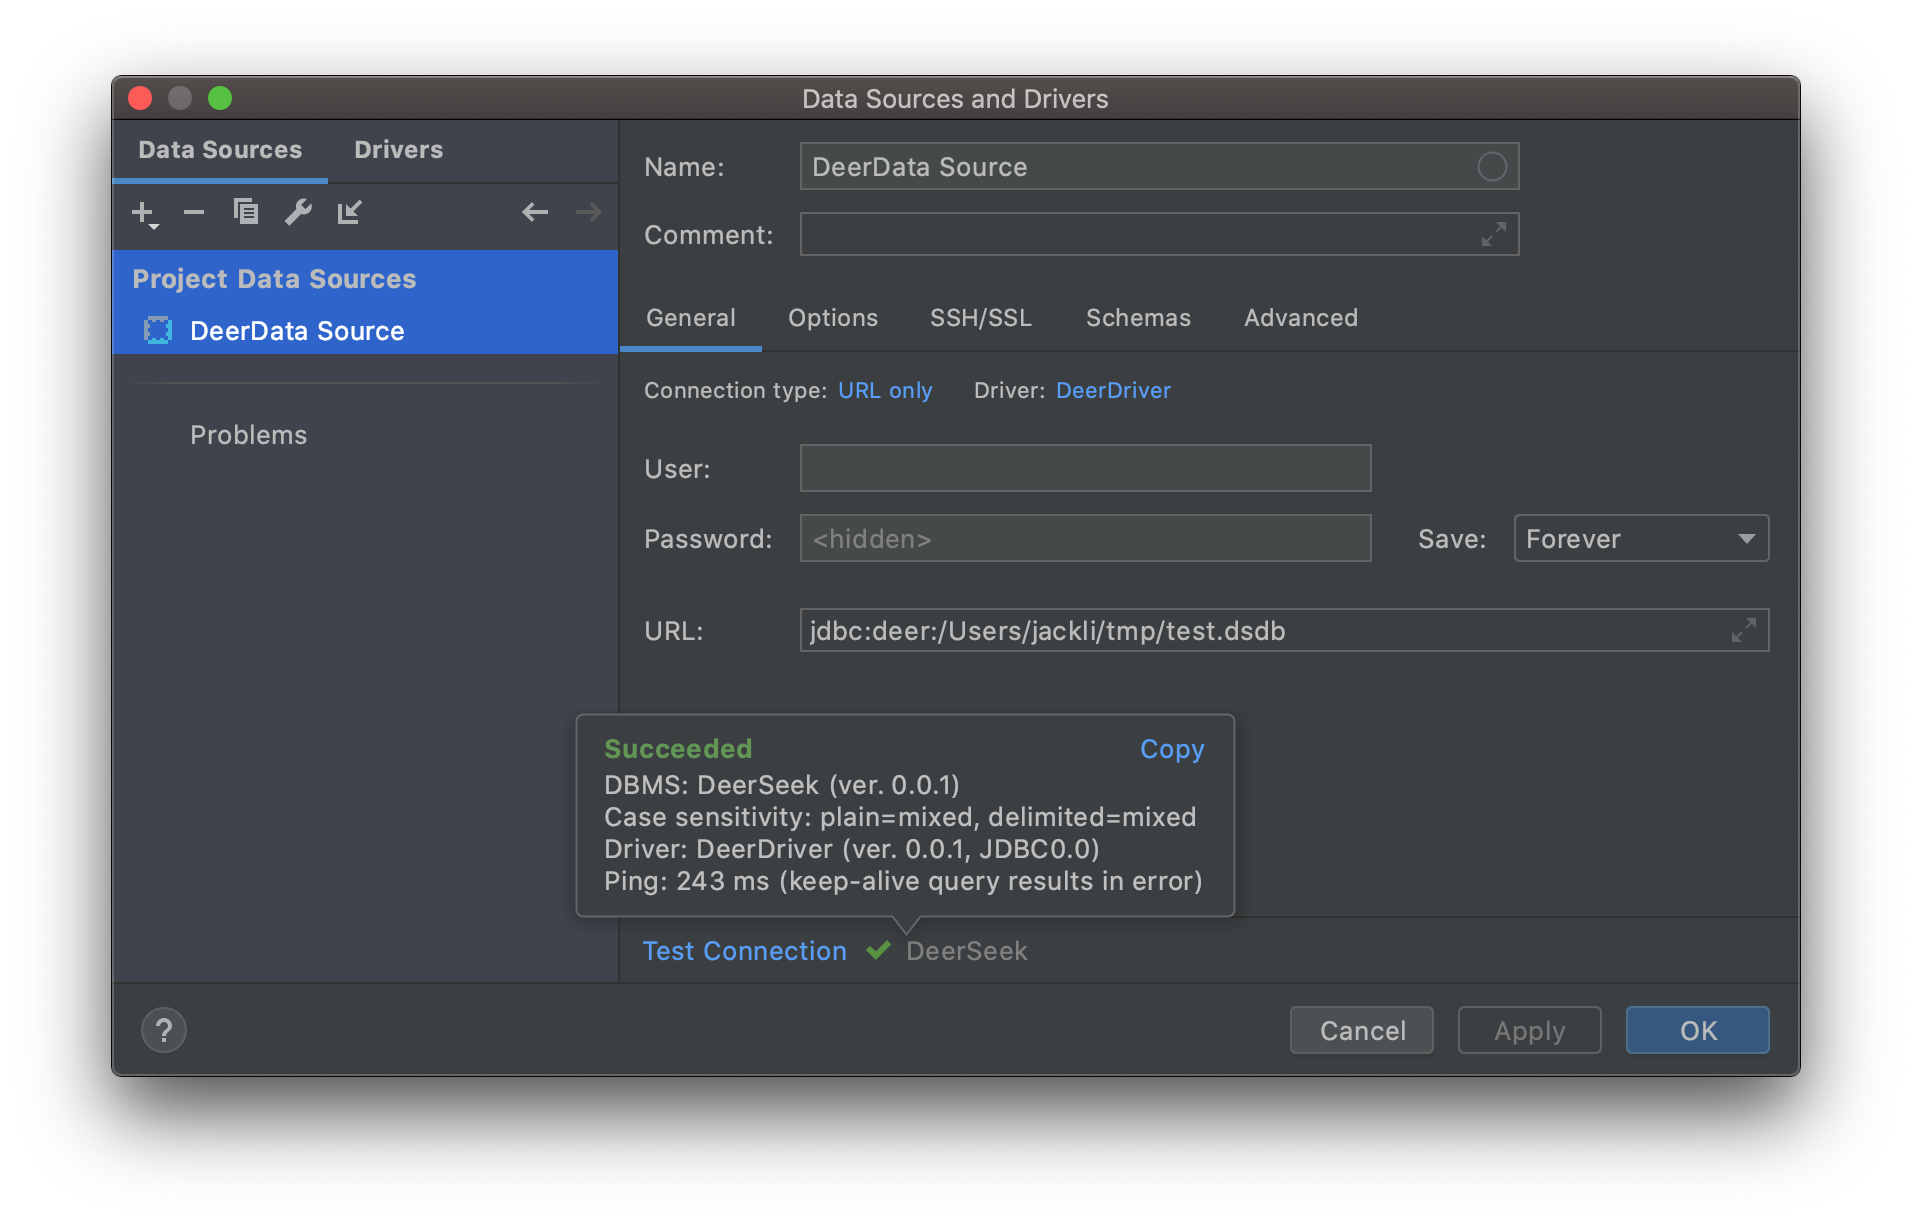 Data Sources and Drivers
Data Sources Drivers
Project Data Sources
DeerData Source
Problems
Name: DeerData Source
Comment:
General Options SSH/SSL Schemas Advanced
Connection type: URL only Driver: DeerDriver
User:
Password: <hidden> Save: Forever
URL: jdbc:deer:/Users/jackli/tmp/test.dsdb
Succeeded Copy
DBMS: DeerSeek (ver. 0.0.1)
Case sensitivity: plain=mixed, delimited=mixed
Driver: DeerDriver (ver. 0.0.1, JDBC0.0)
Ping: 243 ms (keep-alive query results in error)
Test Connection DeerSeek
? Cancel Apply OK